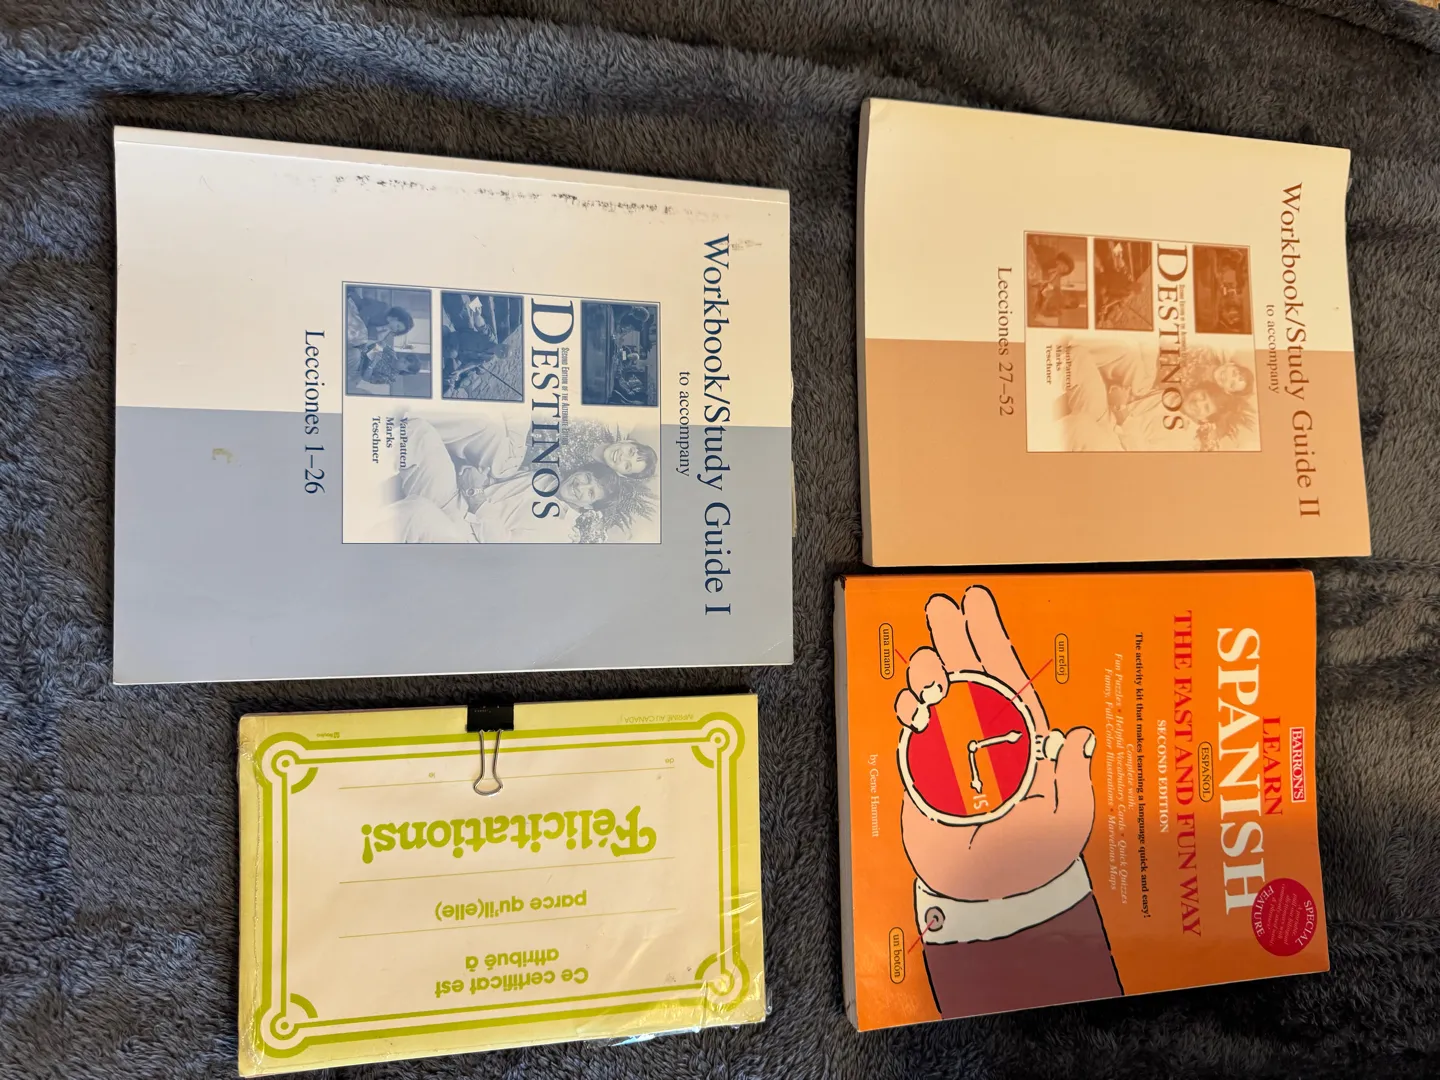 Workbook/Study Guide I
to accompany
DESTINOS
SECOND EDITION OF THE ALTERNATE EDITION
VanPatten
Marks
Teschner
Lecciones 1–26
Workbook/Study Guide II
to accompany
DESTINOS
VanPatten
Marks
Teschner
Lecciones 27–52
BARRON'S
LEARN
SPANISH
ESPAÑOL
THE FAST AND FUN WAY
SECOND EDITION
The activity kit that makes learning a language quick and easy!
Complete with:
Fun Puzzles • Helpful Vocabulary Cards • Quick Quizzes
Funny, Full-Color Illustrations • Marvelous Maps
SPECIAL
FEATURE
un reloj
una mano
un botón
15
by Gene Hammitt
Ce certificat est
attribué à
parce qu'il(elle)
Félicitations!
de
le
IMPRIMÉ AU CANADA